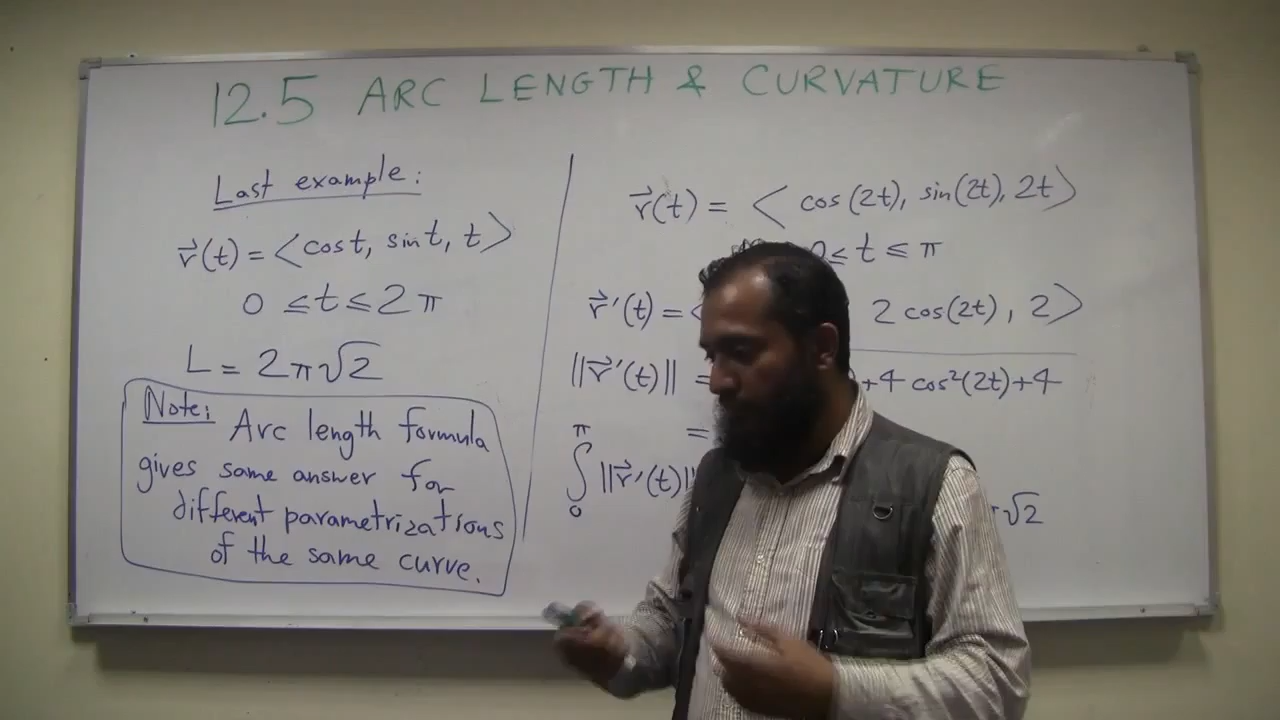 12.5 ARC LENGTH & CURVATURE
Last example:
r⃗(t) = <cost, sint, t>
0 ≤ t ≤ 2π
L = 2π√2
Note: Arc length formula
gives same answer for
different parametrizations
of the same curve.
r⃗(t) = < cos(2t), sin(2t), 2t>
0 ≤ t ≤ π
r⃗'(t) = < 2 cos(2t), 2>
||r⃗'(t)|| = +4 cos²(2t)+4
=
∫₀^π ||r⃗'(t)|| √2